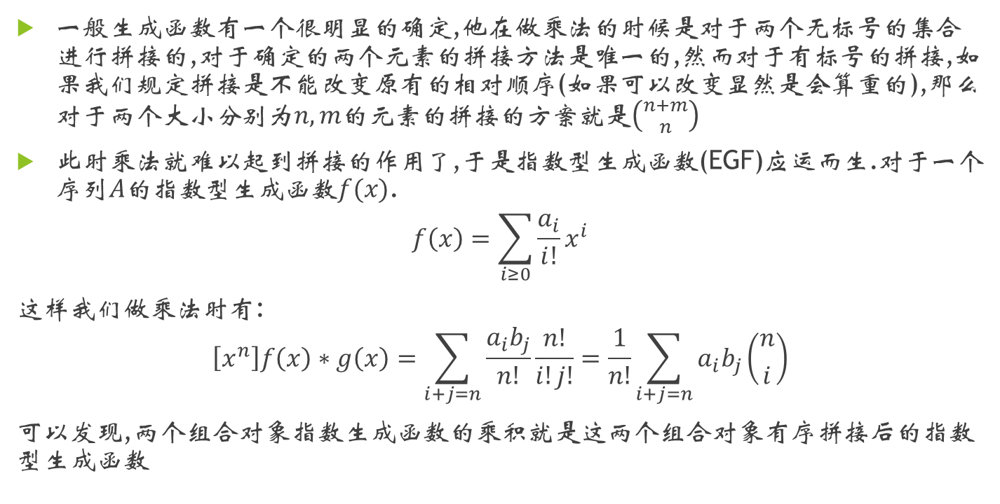 一般生成函数有一个很明显的确定,他在做乘法的时候是对于两个无标号的集合
进行拼接的,对于确定的两个元素的拼接方法是唯一的,然而对于有标号的拼接,如
果我们规定拼接是不能改变原有的相对顺序(如果可以改变显然是会算重的),那么
对于两个大小分别为n,m的元素的拼接的方案就是\binom{n+m}{n}
此时乘法就难以起到拼接的作用了,于是指数型生成函数(EGF)应运而生.对于一个
序列A的指数型生成函数f(x).
f(x) = \sum_{i≥0} \frac{a_i}{i!} x^i
这样我们做乘法时有:
[x^n]f(x) * g(x) = \sum_{i+j=n} \frac{a_i b_j}{n!} \frac{n!}{i! j!} = \frac{1}{n!} \sum_{i+j=n} a_i b_j \binom{n}{i}
可以发现,两个组合对象指数生成函数的乘积就是这两个组合对象有序拼接后的指数
型生成函数